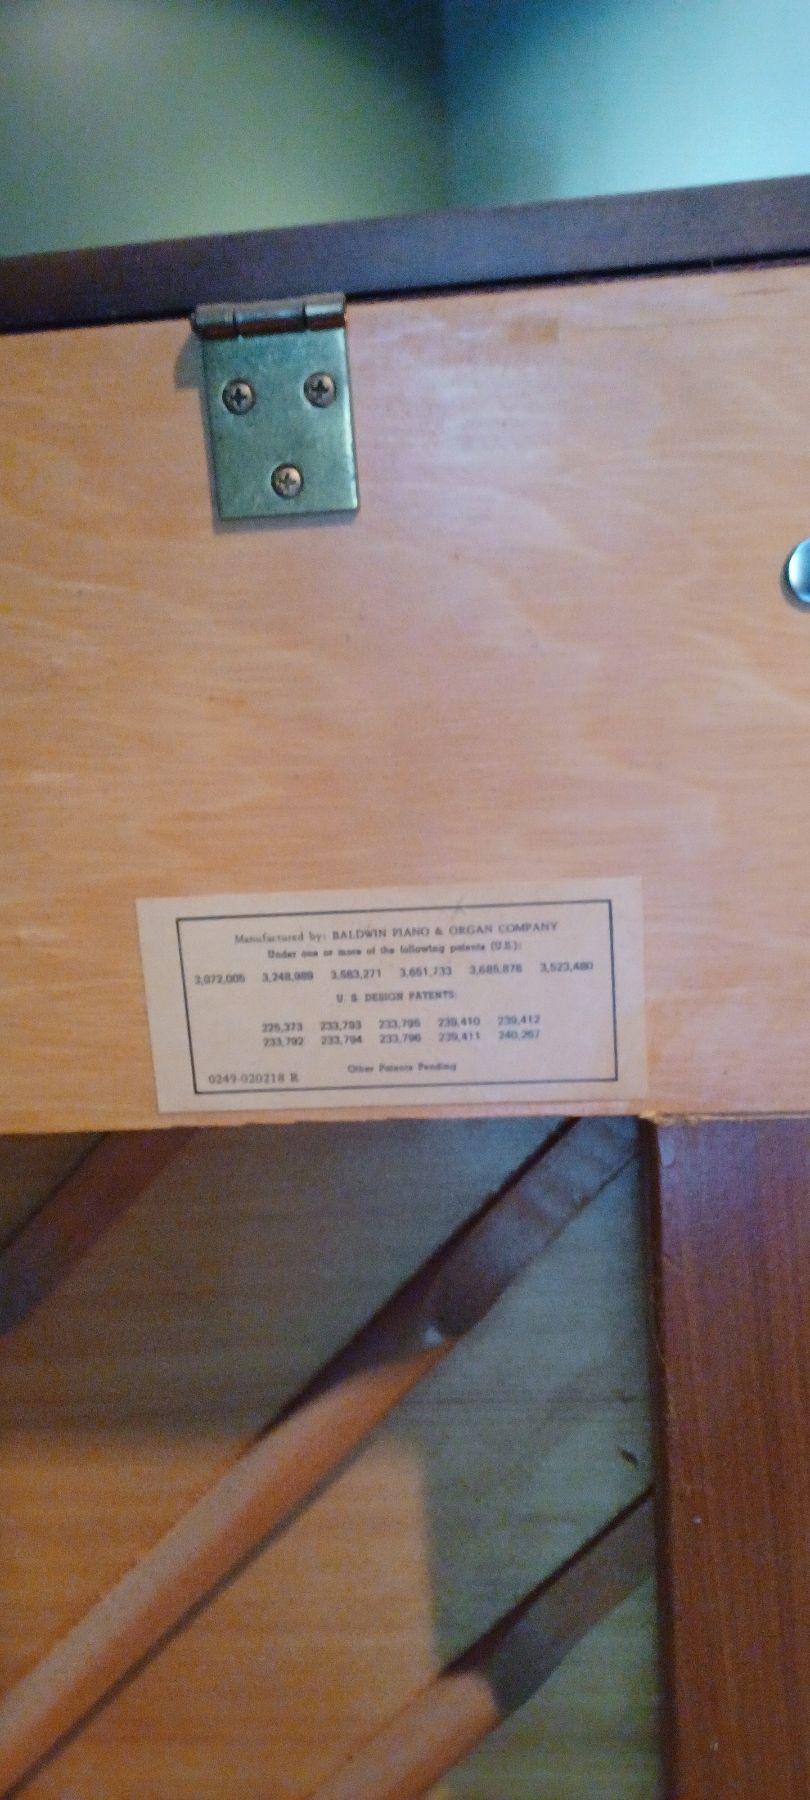 Manufactured by: BALDWIN PIANO & ORGAN COMPANY
Under one or more of the following patents (U.S.):
3,072,005 3,248,989 3,583,271 3,651,733 3,685,876 3,523,480
U. S. DESIGN PATENTS:
225,373 233,793 233,795 239,410 239,412
233,792 233,794 233,796 239,411 240,267
Other Patents Pending
0249-020218 R